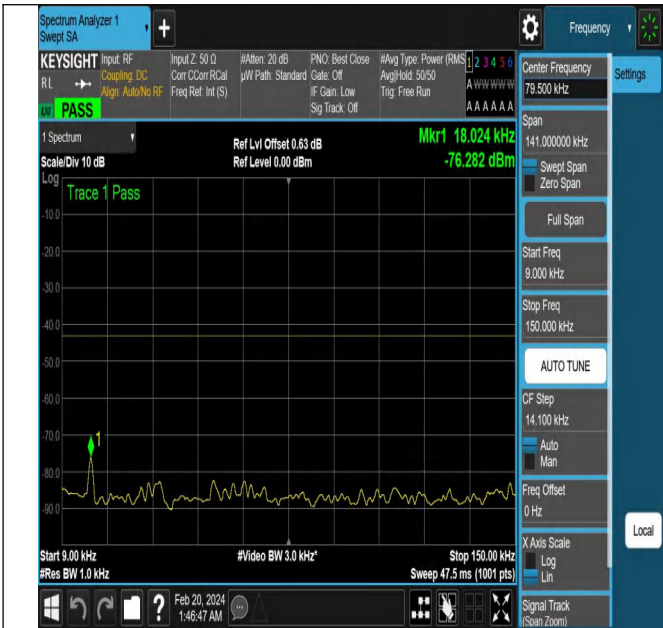 Spectrum Analyzer 1
Swept SA
+
Frequency
KEYSIGHT
RL
PASS
Input: RF
Coupling: DC
Align: Auto/No RF
Input Z: 50 Ω
Corr CCorr RCal
Freq Ref: Int (S)
#Atten: 20 dB
µW Path: Standard
PNO: Best Close
Gate: Off
IF Gain: Low
Sig Track: Off
#Avg Type: Power (RMS
Avg|Hold: 50/50
Trig: Free Run
1 2 3 4 5 6
A W W W W W
A A A A A A
1 Spectrum
Scale/Div 10 dB
Log
Ref Lvl Offset 0.63 dB
Ref Level 0.00 dBm
Mkr1 18.024 kHz
-76.282 dBm
Trace 1 Pass
-10.0
-20.0
-30.0
-40.0
-50.0
-60.0
-70.0
-80.0
-90.0
1
Start 9.00 kHz
#Res BW 1.0 kHz
#Video BW 3.0 kHz*
Stop 150.00 kHz
Sweep 47.5 ms (1001 pts)
?
Feb 20, 2024
1:46:47 AM
Center Frequency
79.500 kHz
Settings
Span
141.000000 kHz
Swept Span
Zero Span
Full Span
Start Freq
9.000 kHz
Stop Freq
150.000 kHz
AUTO TUNE
CF Step
14.100 kHz
Auto
Man
Freq Offset
0 Hz
Local
X Axis Scale
Log
Lin
Signal Track
(Span Zoom)